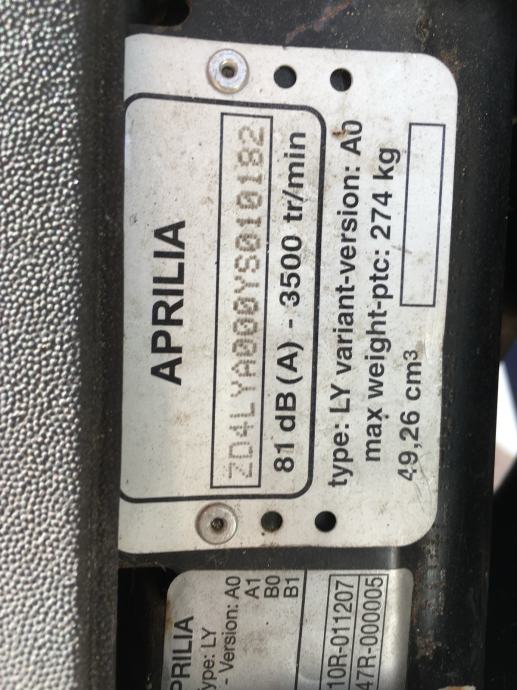 APRILIA
ZD4LYA000YS010182
81 dB (A) - 3500 tr/min
type: LY variant-version: A0
max weight-ptc: 274 kg
49,26 cm3
PRILIA
ype: LY
- Version: A0
A1
B0
B1
10R-011207
47R-000005